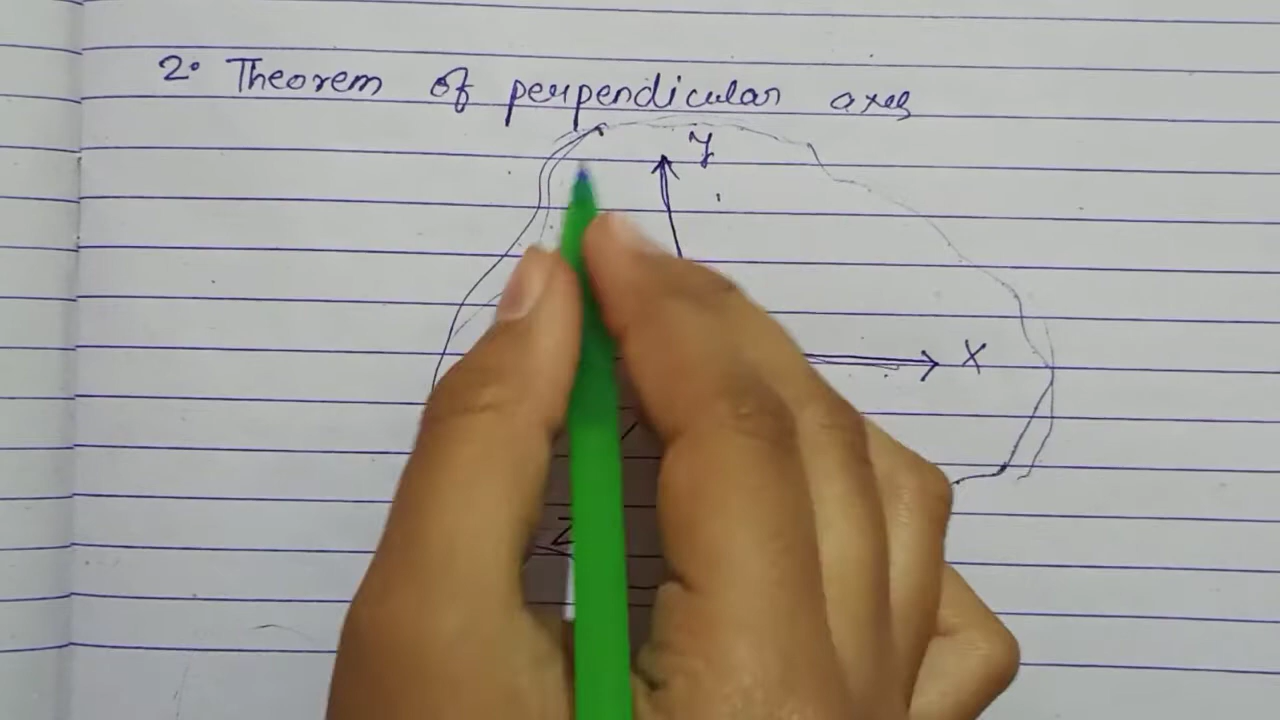 2. Theorem of perpendicular axes
y
X
Z